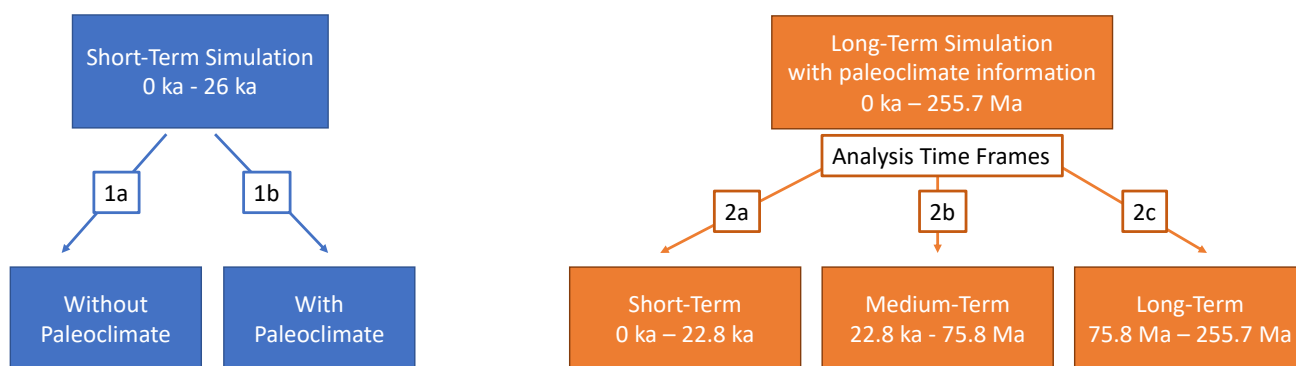 Short-Term Simulation
0 ka - 26 ka
1a
1b
Without
Paleoclimate
With
Paleoclimate
Long-Term Simulation
with paleoclimate information
0 ka – 255.7 Ma
Analysis Time Frames
2a
2b
2c
Short-Term
0 ka – 22.8 ka
Medium-Term
22.8 ka - 75.8 Ma
Long-Term
75.8 Ma – 255.7 Ma